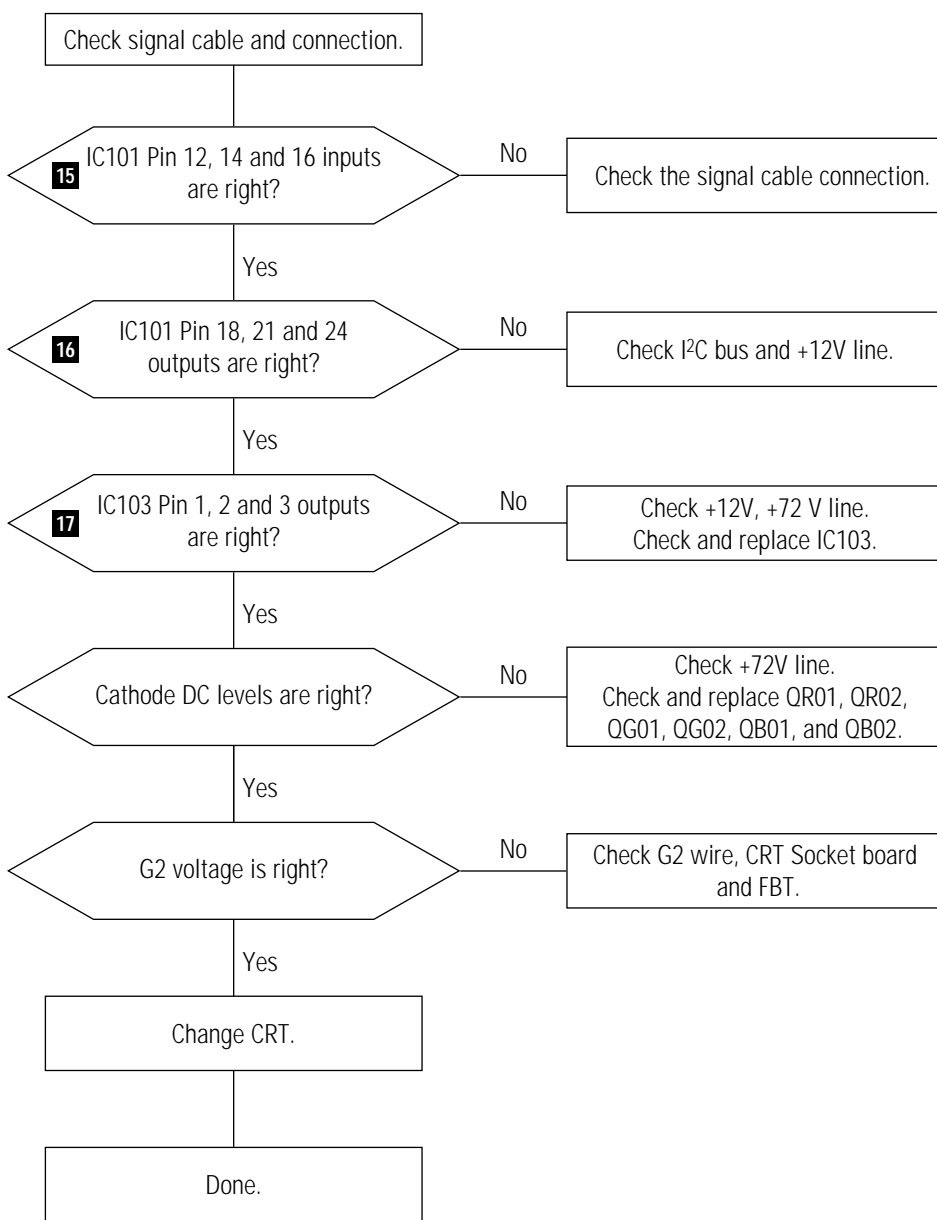 Check signal cable and connection.
15
IC101 Pin 12, 14 and 16 inputs
are right?
No
Check the signal cable connection.
Yes
16
IC101 Pin 18, 21 and 24
outputs are right?
No
Check I²C bus and +12V line.
Yes
17
IC103 Pin 1, 2 and 3 outputs
are right?
No
Check +12V, +72 V line.
Check and replace IC103.
Yes
Cathode DC levels are right?
No
Check +72V line.
Check and replace QR01, QR02,
QG01, QG02, QB01, and QB02.
Yes
G2 voltage is right?
No
Check G2 wire, CRT Socket board
and FBT.
Yes
Change CRT.
Done.